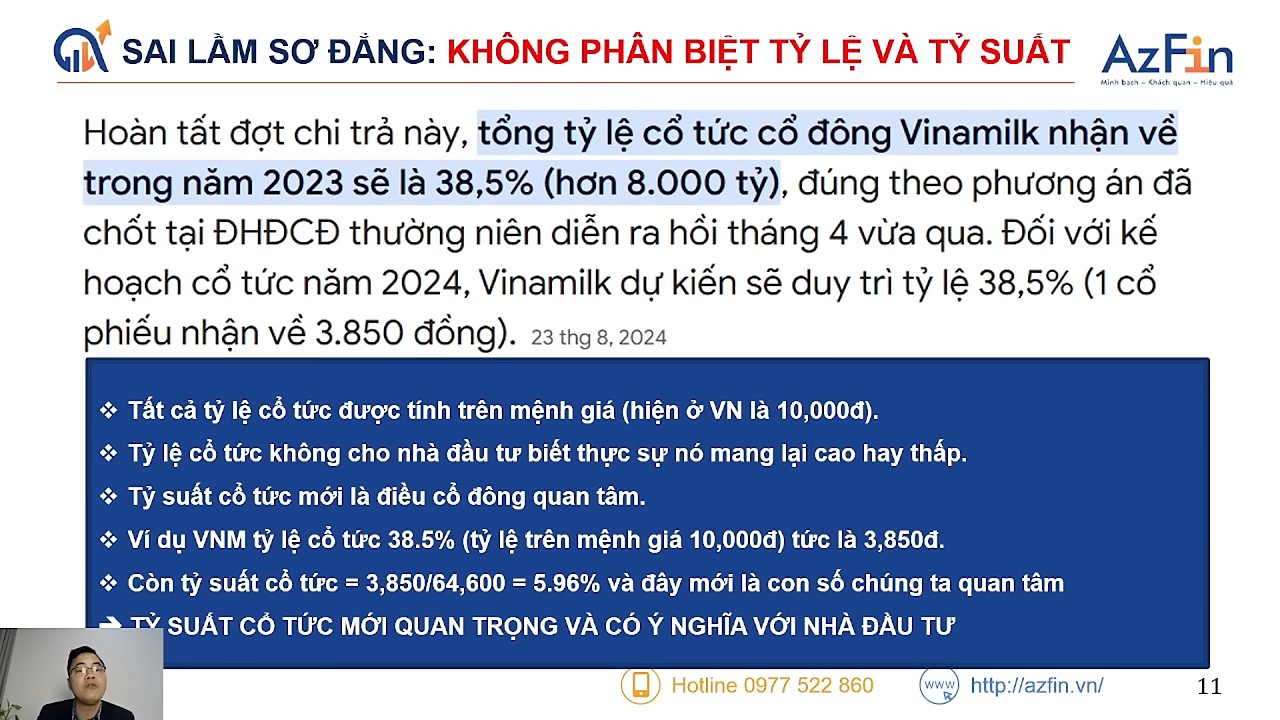 SAI LẦM SƠ ĐẲNG: KHÔNG PHÂN BIỆT TỶ LỆ VÀ TỶ SUẤT
AzFin
Minh bạch – Khách quan – Hiệu quả
Hoàn tất đợt chi trả này, tổng tỷ lệ cổ tức cổ đông Vinamilk nhận về
trong năm 2023 sẽ là 38,5% (hơn 8.000 tỷ), đúng theo phương án đã
chốt tại ĐHĐCĐ thường niên diễn ra hồi tháng 4 vừa qua. Đối với kế
hoạch cổ tức năm 2024, Vinamilk dự kiến sẽ duy trì tỷ lệ 38,5% (1 cổ
phiếu nhận về 3.850 đồng). 23 thg 8, 2024
❖ Tất cả tỷ lệ cổ tức được tính trên mệnh giá (hiện ở VN là 10,000đ).
❖ Tỷ lệ cổ tức không cho nhà đầu tư biết thực sự nó mang lại cao hay thấp.
❖ Tỷ suất cổ tức mới là điều cổ đông quan tâm.
❖ Ví dụ VNM tỷ lệ cổ tức 38.5% (tỷ lệ trên mệnh giá 10,000đ) tức là 3,850đ.
❖ Còn tỷ suất cổ tức = 3,850/64,600 = 5.96% và đây mới là con số chúng ta quan tâm
➔ TỶ SUẤT CỔ TỨC MỚI QUAN TRỌNG VÀ CÓ Ý NGHĨA VỚI NHÀ ĐẦU TƯ
Hotline 0977 522 860
www
http://azfin.vn/
11